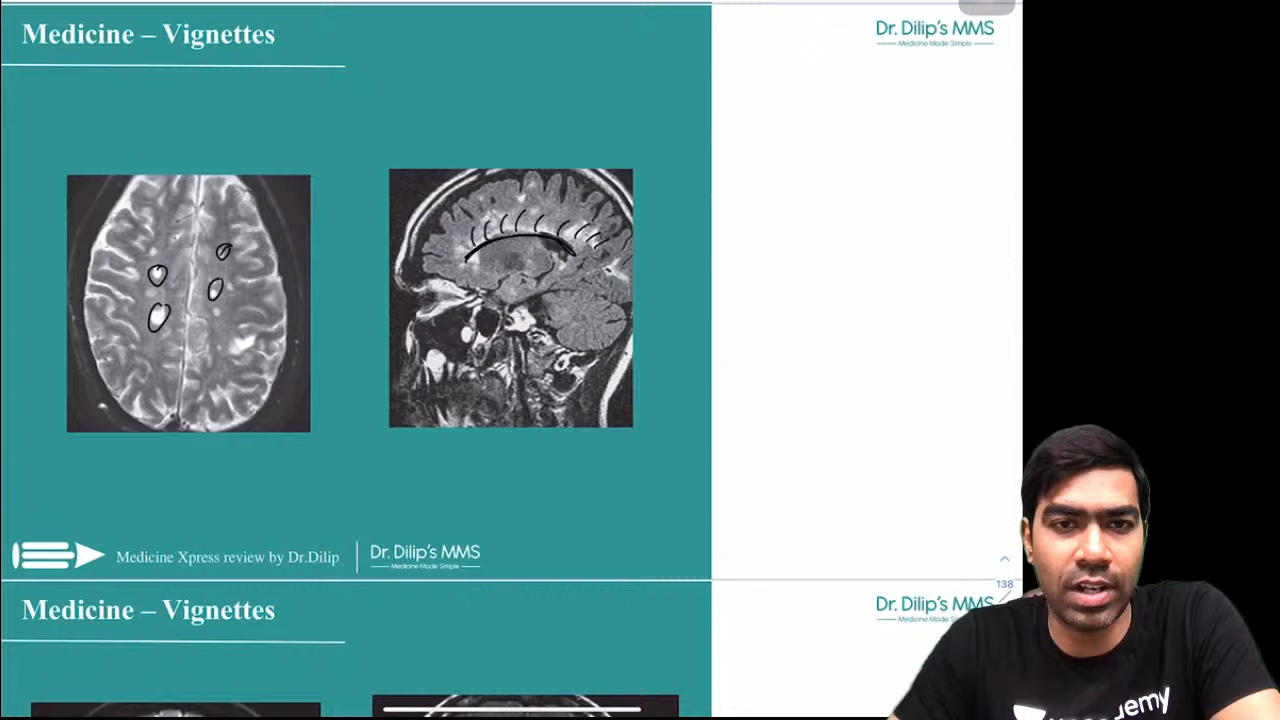 Medicine – Vignettes
Dr. Dilip's MMS
Medicine Made Simple
Medicine Xpress review by Dr.Dilip
Dr. Dilip's MMS
Medicine Made Simple
138
Medicine – Vignettes
Dr. Dilip's MMS